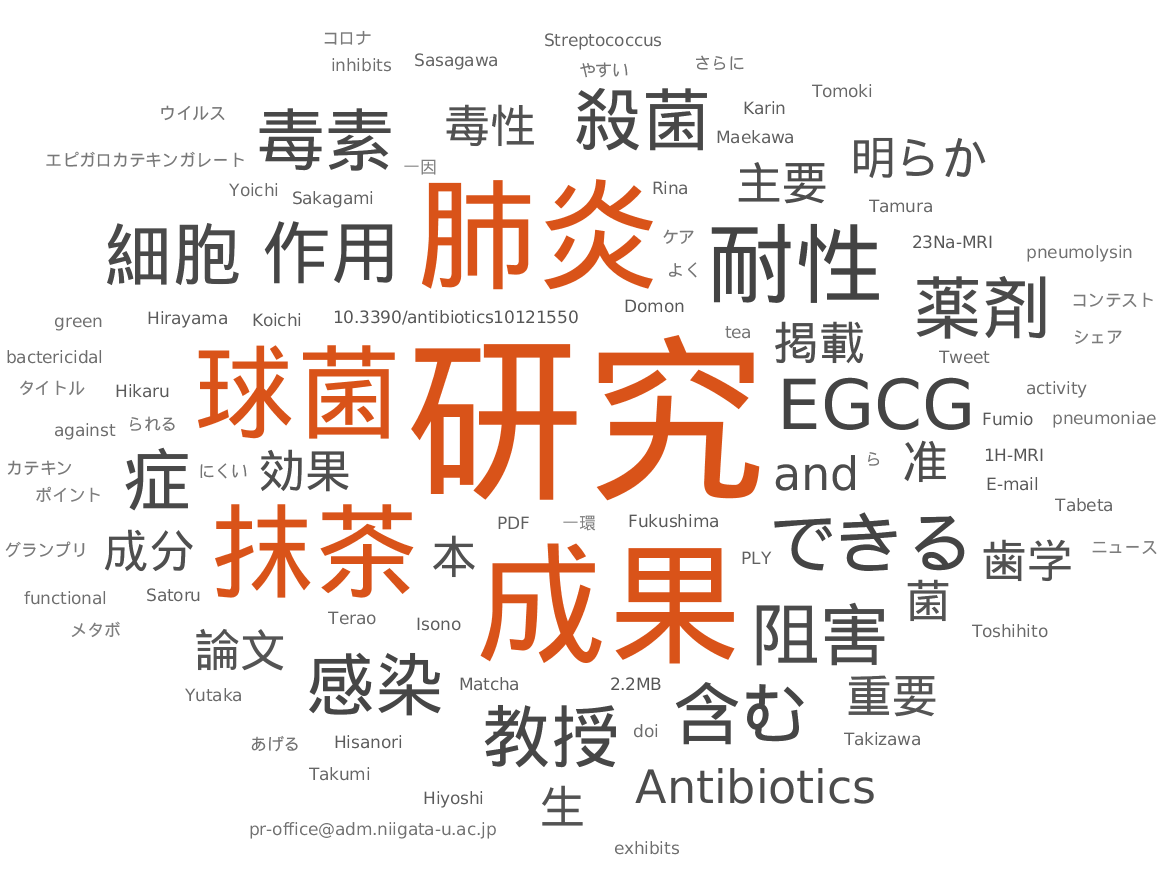 コロナ
Streptococcus
inhibits
Sasagawa
やすい
さらに
Tomoki
ウイルス
毒素
毒性
殺菌
Karin
Maekawa
明らか
エピガロカテキンガレート
一因
主要
Yoichi
Sakagami
肺炎
Rina
Tamura
細胞
作用
ケア
よく
耐性
23Na-MRI
pneumolysin
薬剤
コンテスト
green
Hirayama
Koichi
10.3390/antibiotics10121550
Domon
tea
掲載
シェア
bactericidal
Tweet
タイトル
Hikaru
球菌
研究
EGCG
activity
against
られる
Fumio
pneumoniae
カテキン
症
にくい
効果
and
ら
准
1H-MRI
E-mail
ポイント
Tabeta
グランプリ
成分
抹茶
本
PDF
一環
Fukushima
PLY
できる
歯学
ニュース
functional
Satoru
成果
菌
メタボ
論文
Terao
Isono
阻害
Toshihito
Yutaka
感染
Matcha
2.2MB
含む
重要
あげる
Hisanori
教授
doi
Takizawa
Takumi
Hiyoshi
生
Antibiotics
pr-office@adm.niigata-u.ac.jp
exhibits